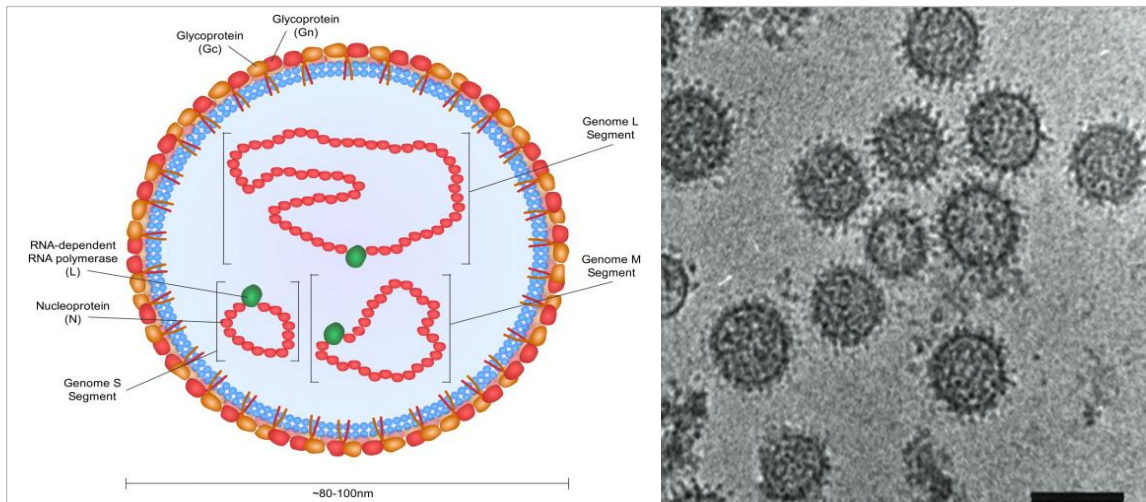 Glycoprotein
(Gn)
Glycoprotein
(Gc)
Genome L
Segment
RNA-dependent
RNA polymerase
(L)
Genome M
Segment
Nucleoprotein
(N)
Genome S
Segment
~80-100nm